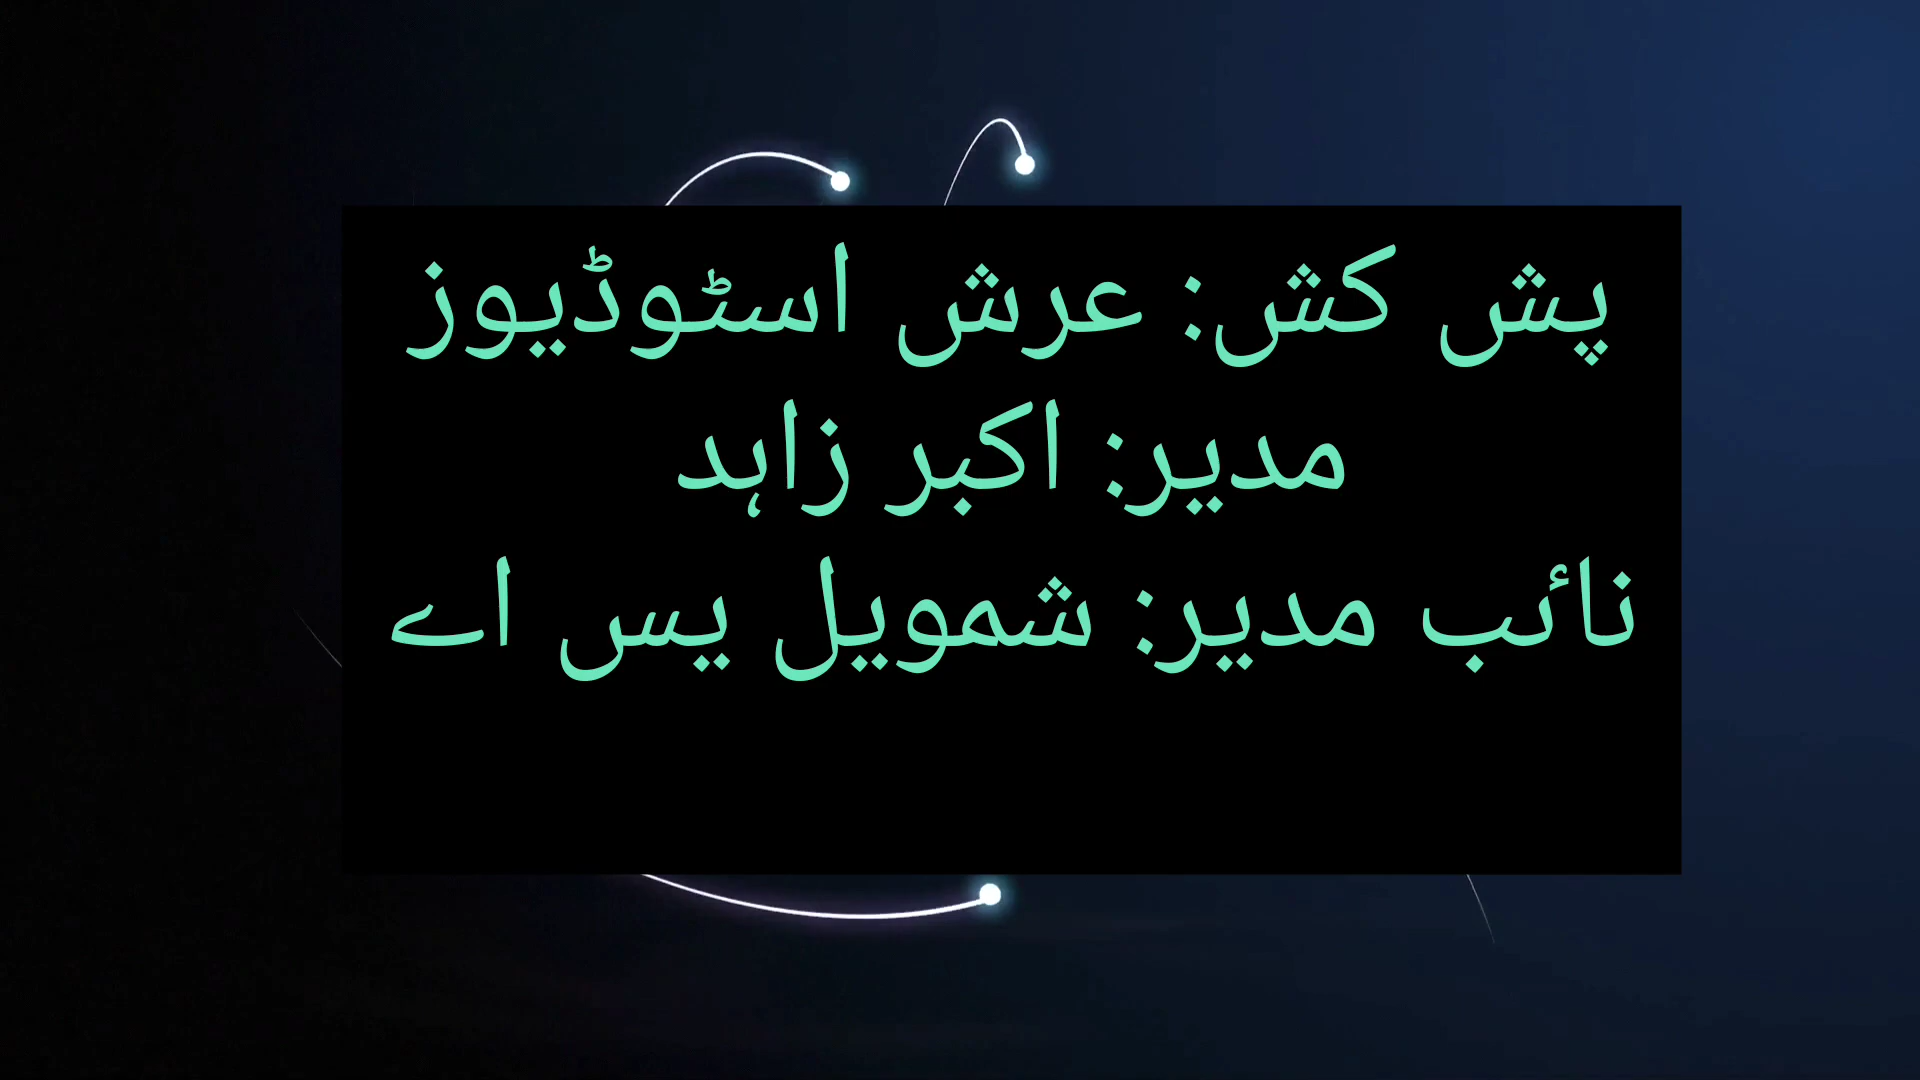 پش کش: عرش اسٹوڈیوز
مدیر: اکبر زاہد
نائب مدیر: شمویل یس اے